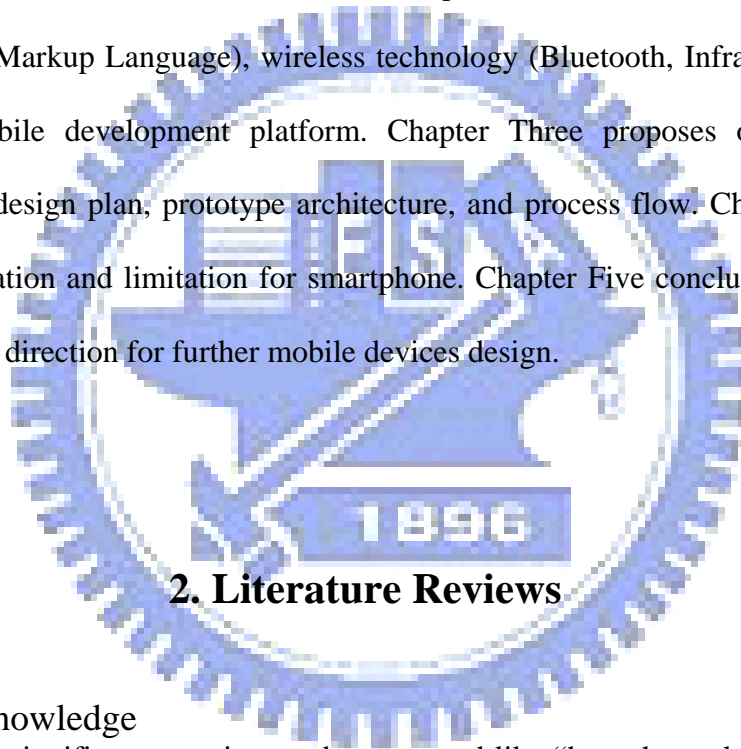 Markup Language), wireless technology (Bluetooth, Infra
bile development platform. Chapter Three proposes
design plan, prototype architecture, and process flow. Ch
ation and limitation for smartphone. Chapter Five conclu
direction for further mobile devices design.
ES
1896
2. Literature Reviews
nowledge